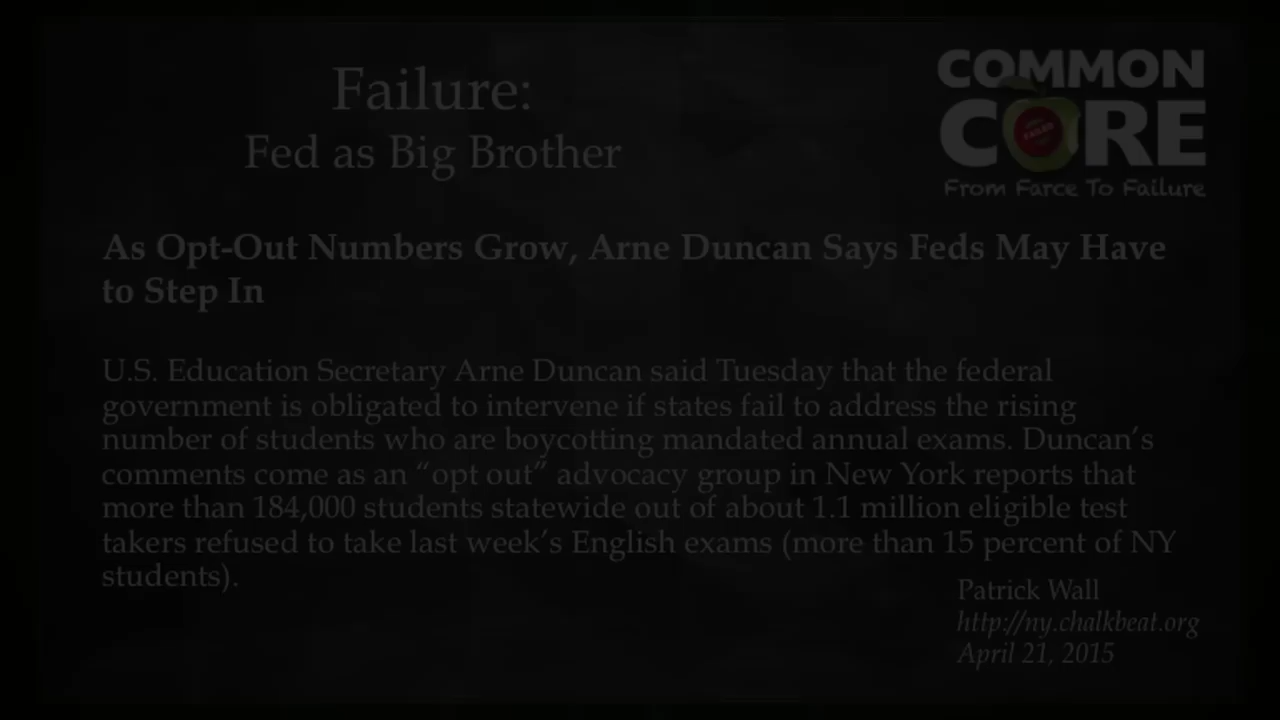 Failure:
Fed as Big Brother
COMMON
CORE
FAILED
From Farce To Failure
As Opt-Out Numbers Grow, Arne Duncan Says Feds May Have
to Step In
U.S. Education Secretary Arne Duncan said Tuesday that the federal
government is obligated to intervene if states fail to address the rising
number of students who are boycotting mandated annual exams. Duncan’s
comments come as an “opt out” advocacy group in New York reports that
more than 184,000 students statewide out of about 1.1 million eligible test
takers refused to take last week’s English exams (more than 15 percent of NY
students).
Patrick Wall
http://ny.chalkbeat.org
April 21, 2015